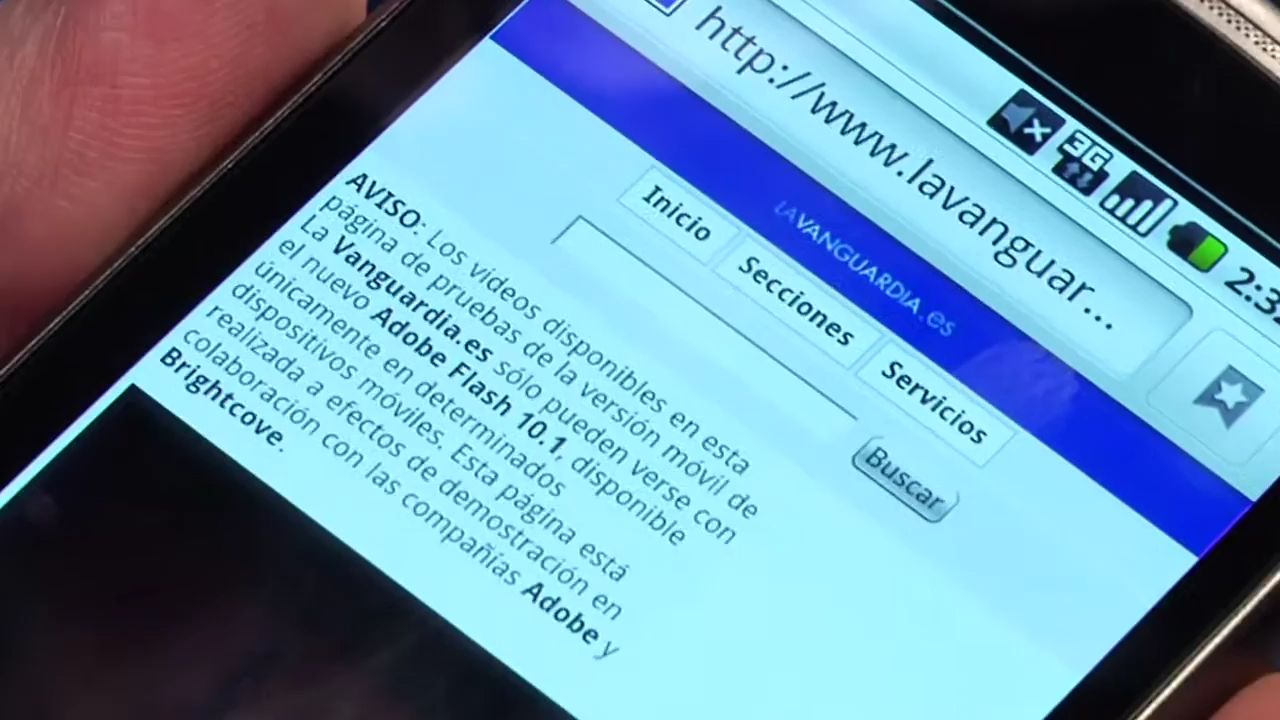 3G
2:3
http://www.lavanguar...
LAVANGUARDIA.es
Inicio Secciones Servicios
Buscar
AVISO: Los vídeos disponibles en esta
página de pruebas de la versión móvil de
La Vanguardia.es sólo pueden verse con
el nuevo Adobe Flash 10.1, disponible
únicamente en determinados
dispositivos móviles. Esta página está
realizada a efectos de demostración en
colaboración con las compañías Adobe y
Brightcove.